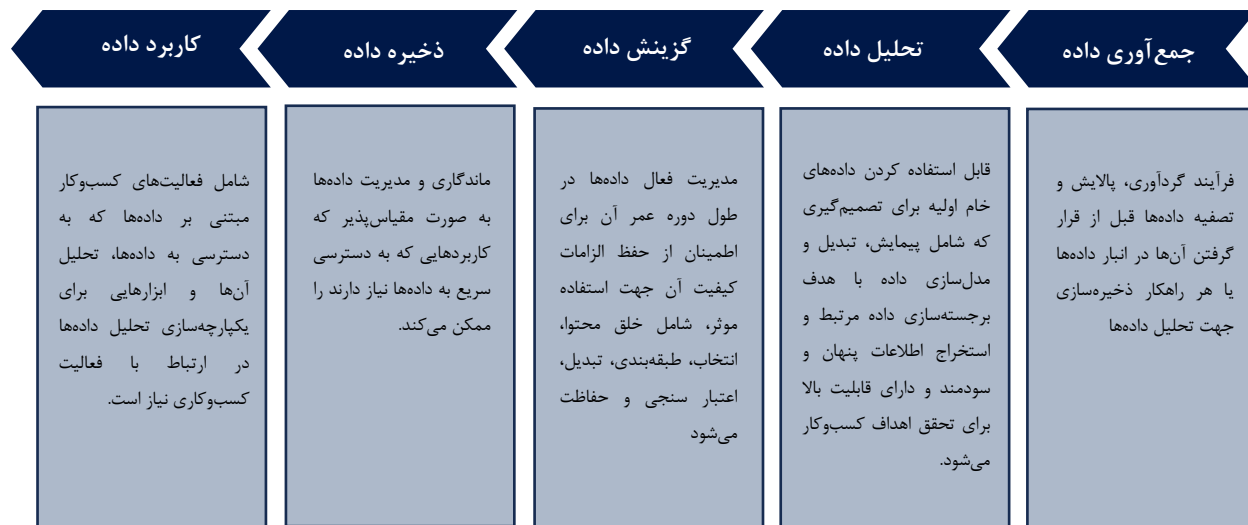 جمع‌آوری داده
تحلیل داده
گزینش داده
ذخیره داده
کاربرد داده
فرآیند گردآوری، پالایش و
تصفیه داده‌ها قبل از قرار
گرفتن آن‌ها در انبار داده‌ها
یا هر راهکار ذخیره‌سازی
جهت تحلیل داده‌ها
قابل استفاده کردن داده‌های
خام اولیه برای تصمیم‌گیری
که شامل پیمایش، تبدیل و
مدل‌سازی داده با هدف
برجسته‌سازی داده مرتبط و
استخراج اطلاعات پنهان و
سودمند و دارای قابلیت بالا
برای تحقق اهداف کسب‌وکار
می‌شود.
مدیریت فعال داده‌ها در
طول دوره عمر آن برای
اطمینان از حفظ الزامات
کیفیت آن جهت استفاده
موثر، شامل خلق محتوا،
انتخاب، طبقه‌بندی، تبدیل،
اعتبار سنجی و حفاظت
می‌شود
ماندگاری و مدیریت داده‌ها
به صورت مقیاس‌پذیر که
کاربردهایی که به دسترسی
سریع به داده‌ها نیاز دارند را
ممکن می‌کند.
شامل فعالیت‌های کسب‌وکار
مبتنی بر داده‌ها که به
دسترسی به داده‌ها، تحلیل
آن‌ها و ابزارهایی برای
یکپارچه‌سازی تحلیل داده‌ها
در ارتباط با فعالیت
کسب‌وکاری نیاز است.